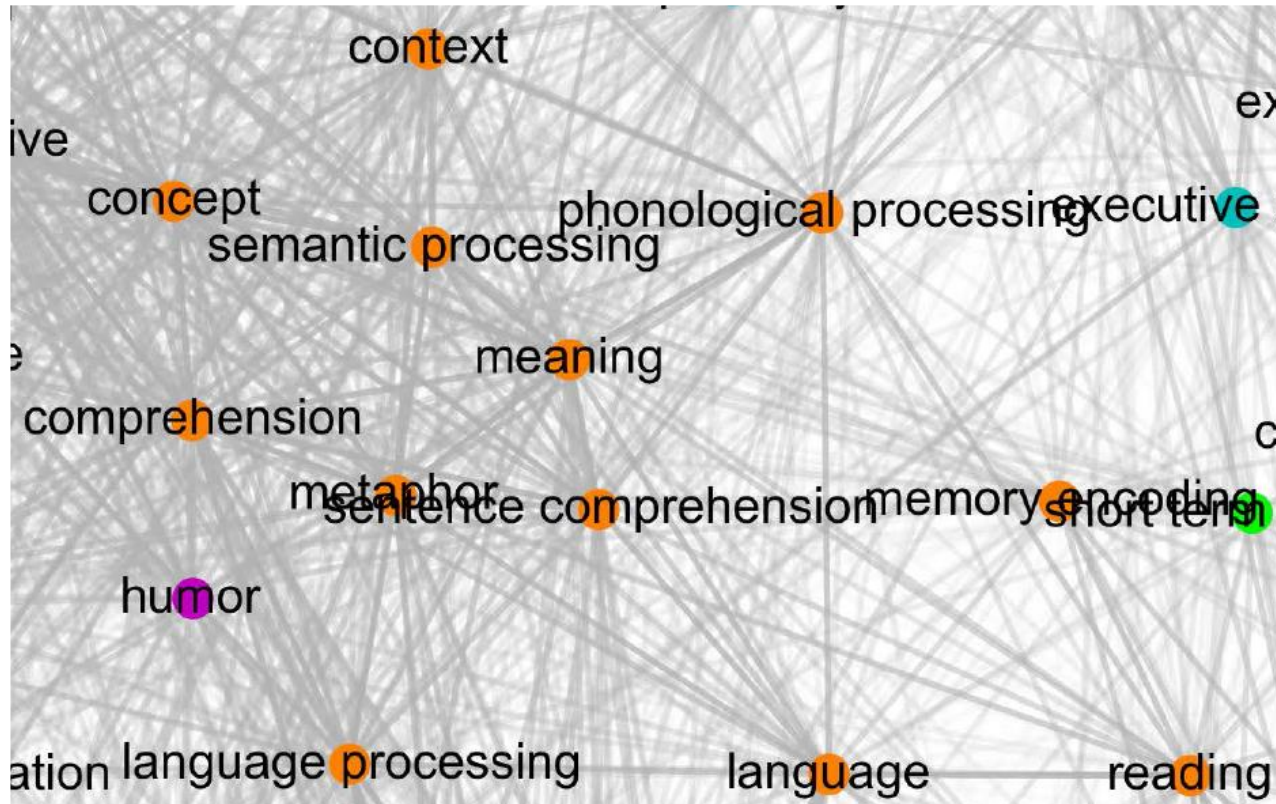 context
ive
concept
phonological processing
executive
semantic processing
meaning
comprehension
metaphor
sentence comprehension
memory encoding
short term
humor
ation
language processing
language
reading